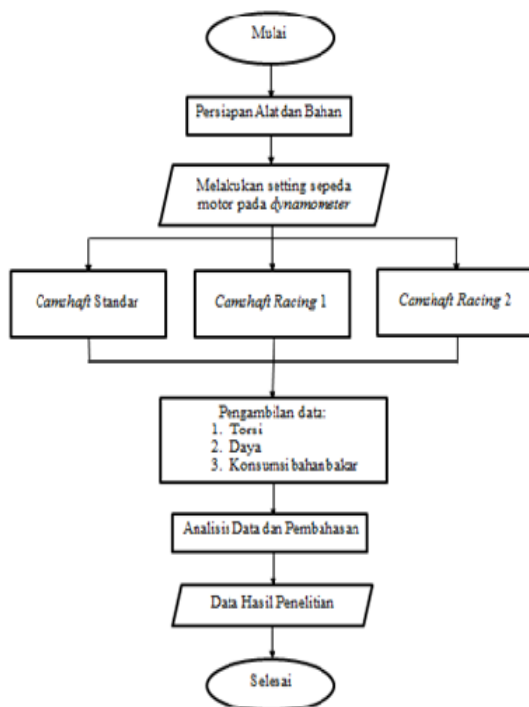 Mulai
Persiapan Alat dan Bahan
Melakukan setting sepeda
motor pada dynamometer
Camshaft Standar
Camshaft Racing 1
Camshaft Racing 2
Pengambilan data:
1. Torsi
2. Daya
3. Konsumsi bahan bakar
Analisis Data dan Pembahasan
Data Hasil Penelitian
Selesai